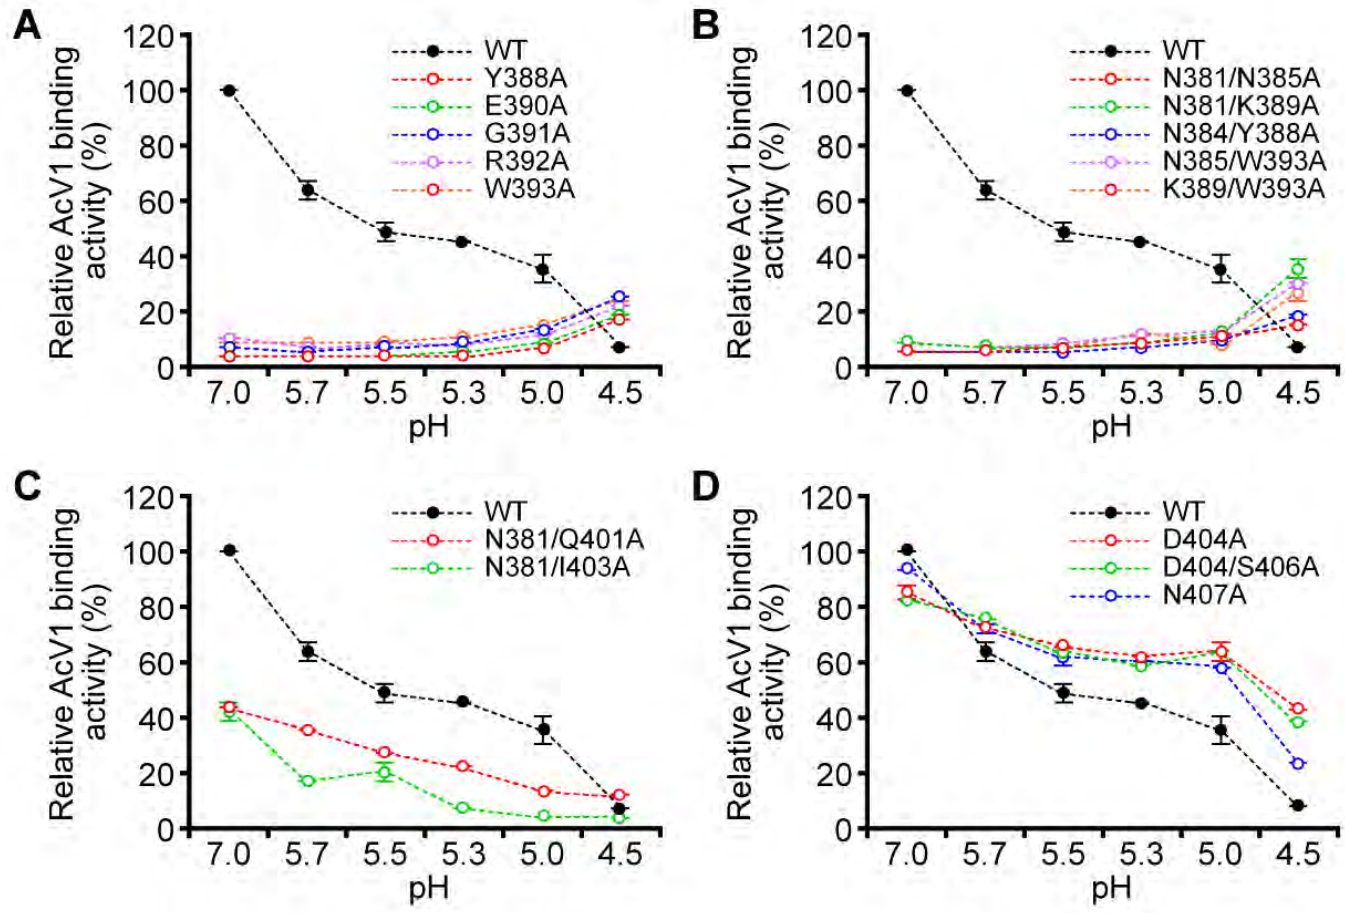 A
Relative AcV1 binding
activity (%)
120
100
80
60
40
20
0
WT
Y388A
E390A
G391A
R392A
W393A
7.0 5.7 5.5 5.3 5.0 4.5
pH
B
Relative AcV1 binding
activity (%)
120
100
80
60
40
20
0
WT
N381/N385A
N381/K389A
N384/Y388A
N385/W393A
K389/W393A
7.0 5.7 5.5 5.3 5.0 4.5
pH
C
Relative AcV1 binding
activity (%)
120
100
80
60
40
20
0
WT
N381/Q401A
N381/I403A
7.0 5.7 5.5 5.3 5.0 4.5
pH
D
Relative AcV1 binding
activity (%)
120
100
80
60
40
20
0
WT
D404A
D404/S406A
N407A
7.0 5.7 5.5 5.3 5.0 4.5
pH